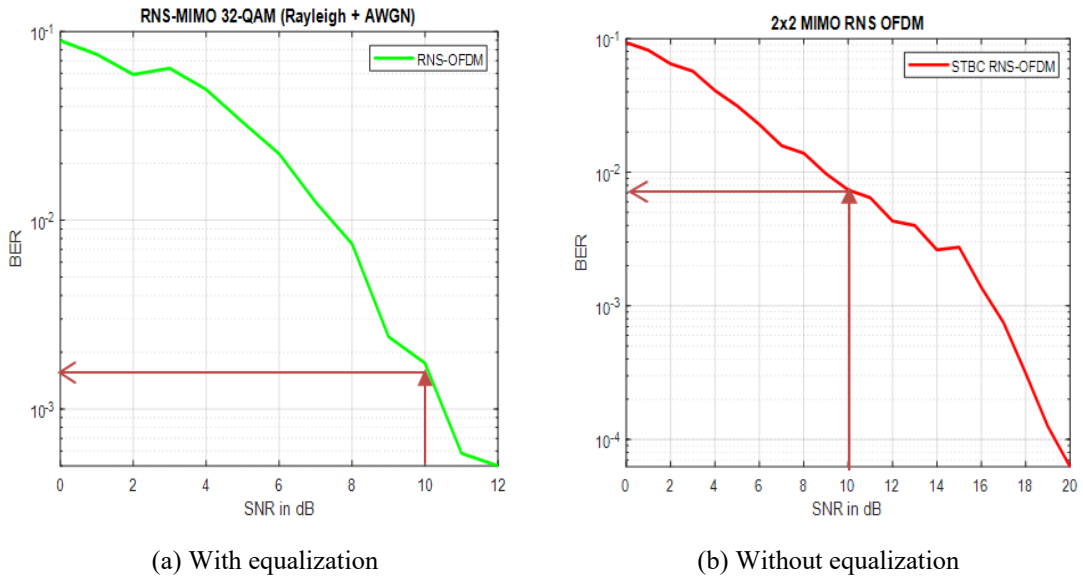 RNS-MIMO 32-QAM (Rayleigh + AWGN)
RNS-OFDM
10^-1
10^-2
10^-3
BER
0 2 4 6 8 10 12
SNR in dB
(a) With equalization
2x2 MIMO RNS OFDM
STBC RNS-OFDM
10^-1
10^-2
10^-3
10^-4
BER
0 2 4 6 8 10 12 14 16 18 20
SNR in dB
(b) Without equalization